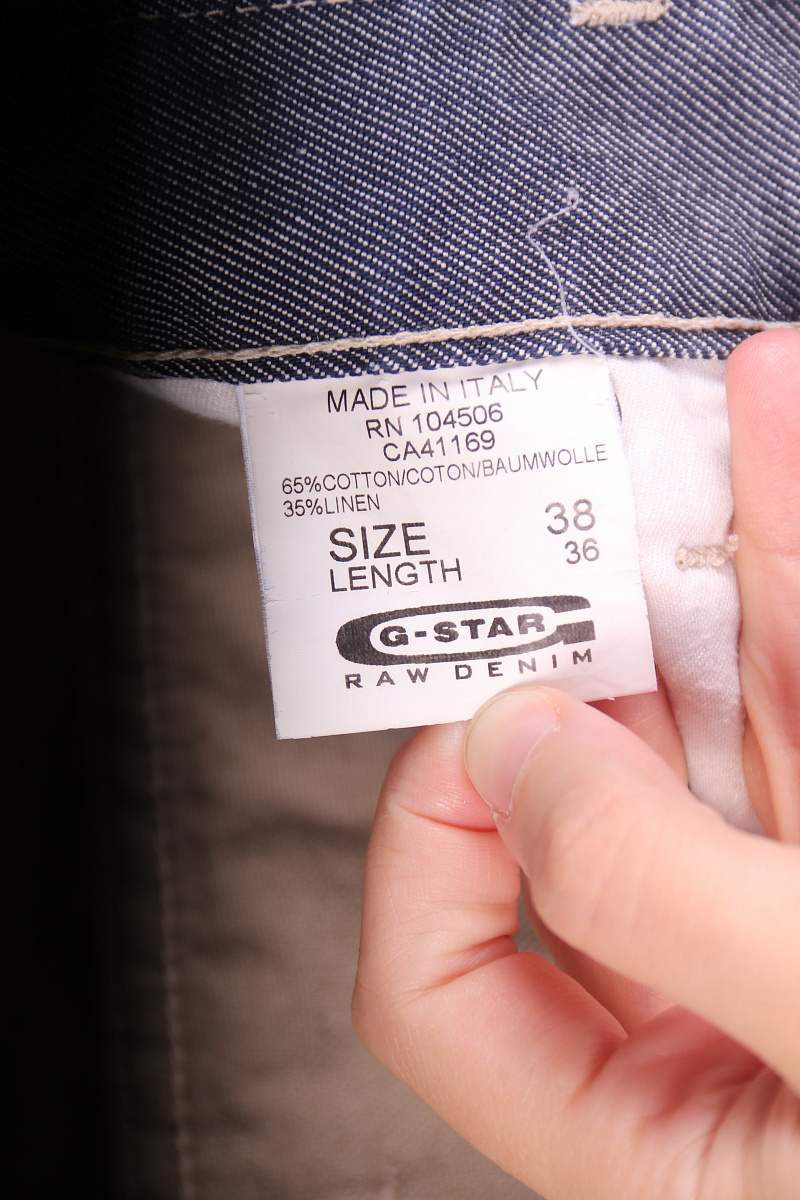 MADE IN ITALY
RN 104506
CA41169
65%COTTON/COTON/BAUMWOLLE
35%LINEN
SIZE 38
LENGTH 36
G-STAR
RAW DENIM